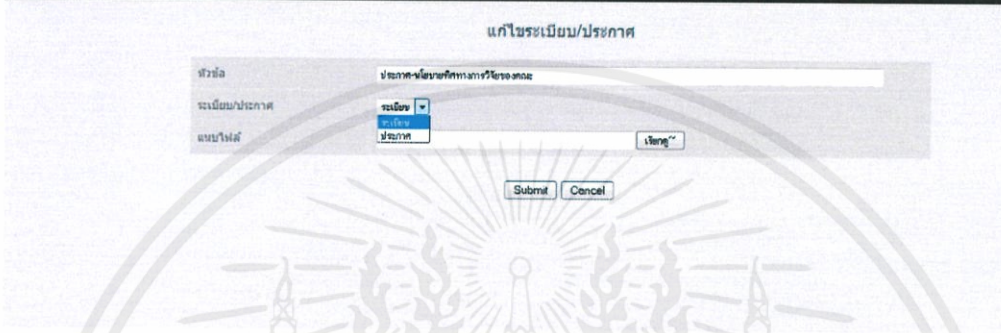 แก้ไขระเบียบ/ประกาศ
หัวข้อ ประกาศ-นโยบายทิศทางการวิจัยของคณะ
ระเบียบ/ประกาศ ระเบียบ
ระเบียบ
ประกาศ
แนบไฟล์ เรียกดู
Submit Cancel